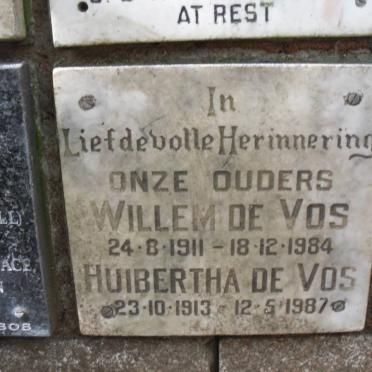 AT REST
In
Liefdevolle Herinnering
ONZE OUDERS
WILLEM DE VOS
24·8·1911 - 18·12·1984
HUIBERTHA DE VOS
23·10·1913 - 12·5·1987
808